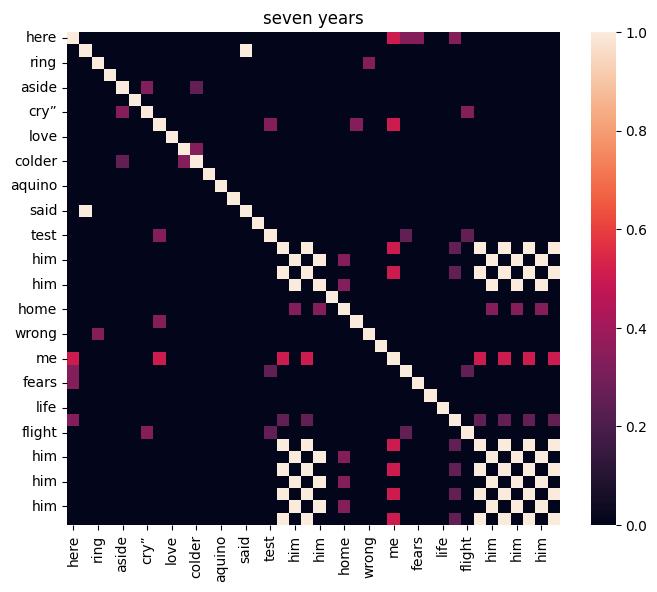 seven years
here
ring
aside
cry”
love
colder
aquino
said
test
him
him
home
wrong
me
fears
life
flight
him
him
him
1.0
0.8
0.6
0.4
0.2
0.0
here
ring
aside
cry”
love
colder
aquino
said
test
him
him
home
wrong
me
fears
life
flight
him
him
him